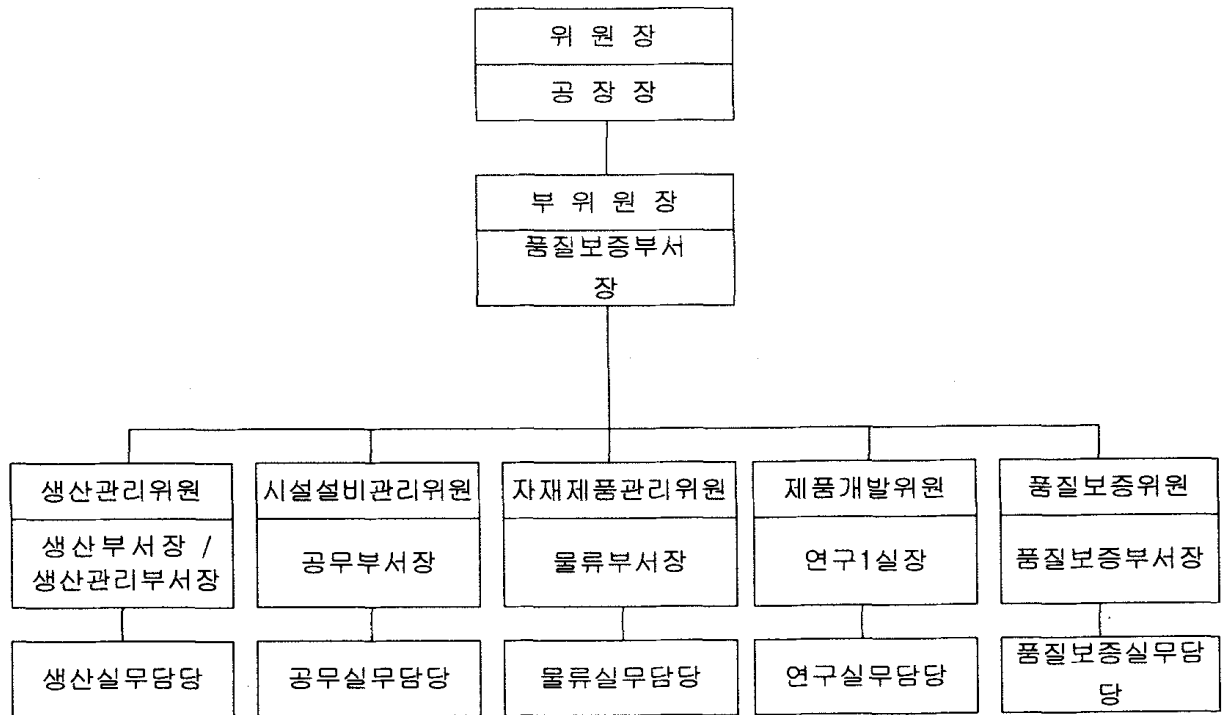 위 원 장
공 장 장
부 위 원 장
품질보증부서
장
생산관리위원
시설설비관리위원
자재제품관리위원
제품개발위원
품질보증위원
생산부서장 /
생산관리부서장
공무부서장
물류부서장
연구1실장
품질보증부서장
생산실무담당
공무실무담당
물류실무담당
연구실무담당
품질보증실무담
당